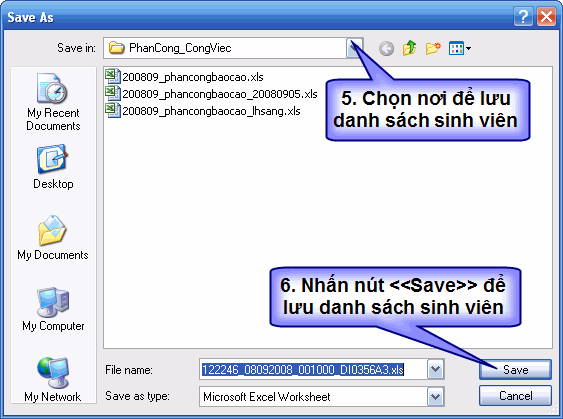 Save As
Save in:
PhanCong_CongViec
My Recent
Documents
Desktop
My Documents
My Computer
My Network
200809_phancongbaocao.xls
200809_phancongbaocao_20080905.xls
200809_phancongbaocao_lhsang.xls
5. Chọn nơi để lưu
danh sách sinh viên
6. Nhấn nút <<Save>> để
lưu danh sách sinh viên
File name:
122246_08092008_001000_DI0356A3.xls
Save
Save as type:
Microsoft Excel Worksheet
Cancel